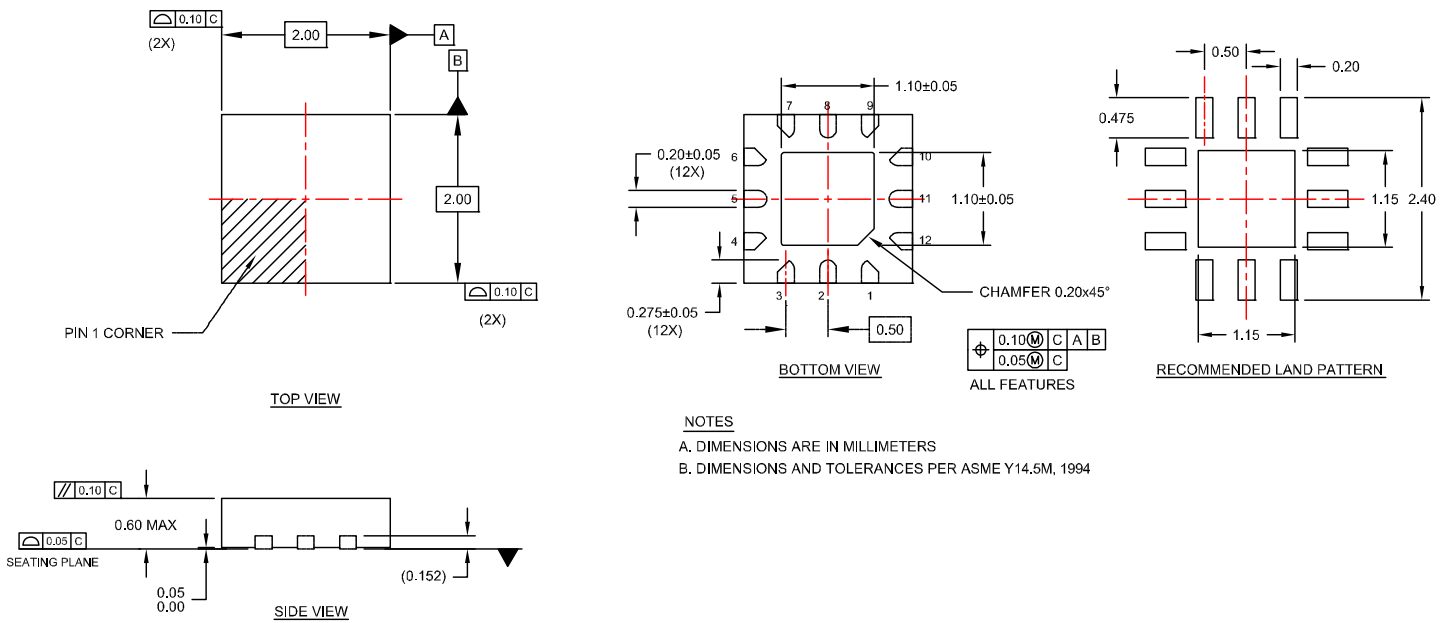 0.10 C
(2X)
2.00
A
B
2.00
0.10 C
(2X)
PIN 1 CORNER
TOP VIEW
1.10±0.05
7 8 9
0.20±0.05
(12X)
6
5
4
10
11
12
1.10±0.05
3 2 1
0.275±0.05
(12X)
0.50
CHAMFER 0.20x45°
0.10 M C A B
0.05 M C
ALL FEATURES
BOTTOM VIEW
0.50
0.20
0.475
1.15
2.40
1.15
RECOMMENDED LAND PATTERN
NOTES
A. DIMENSIONS ARE IN MILLIMETERS
B. DIMENSIONS AND TOLERANCES PER ASME Y14.5M, 1994
// 0.10 C
0.60 MAX
0.05 C
SEATING PLANE
0.05
0.00
(0.152)
SIDE VIEW